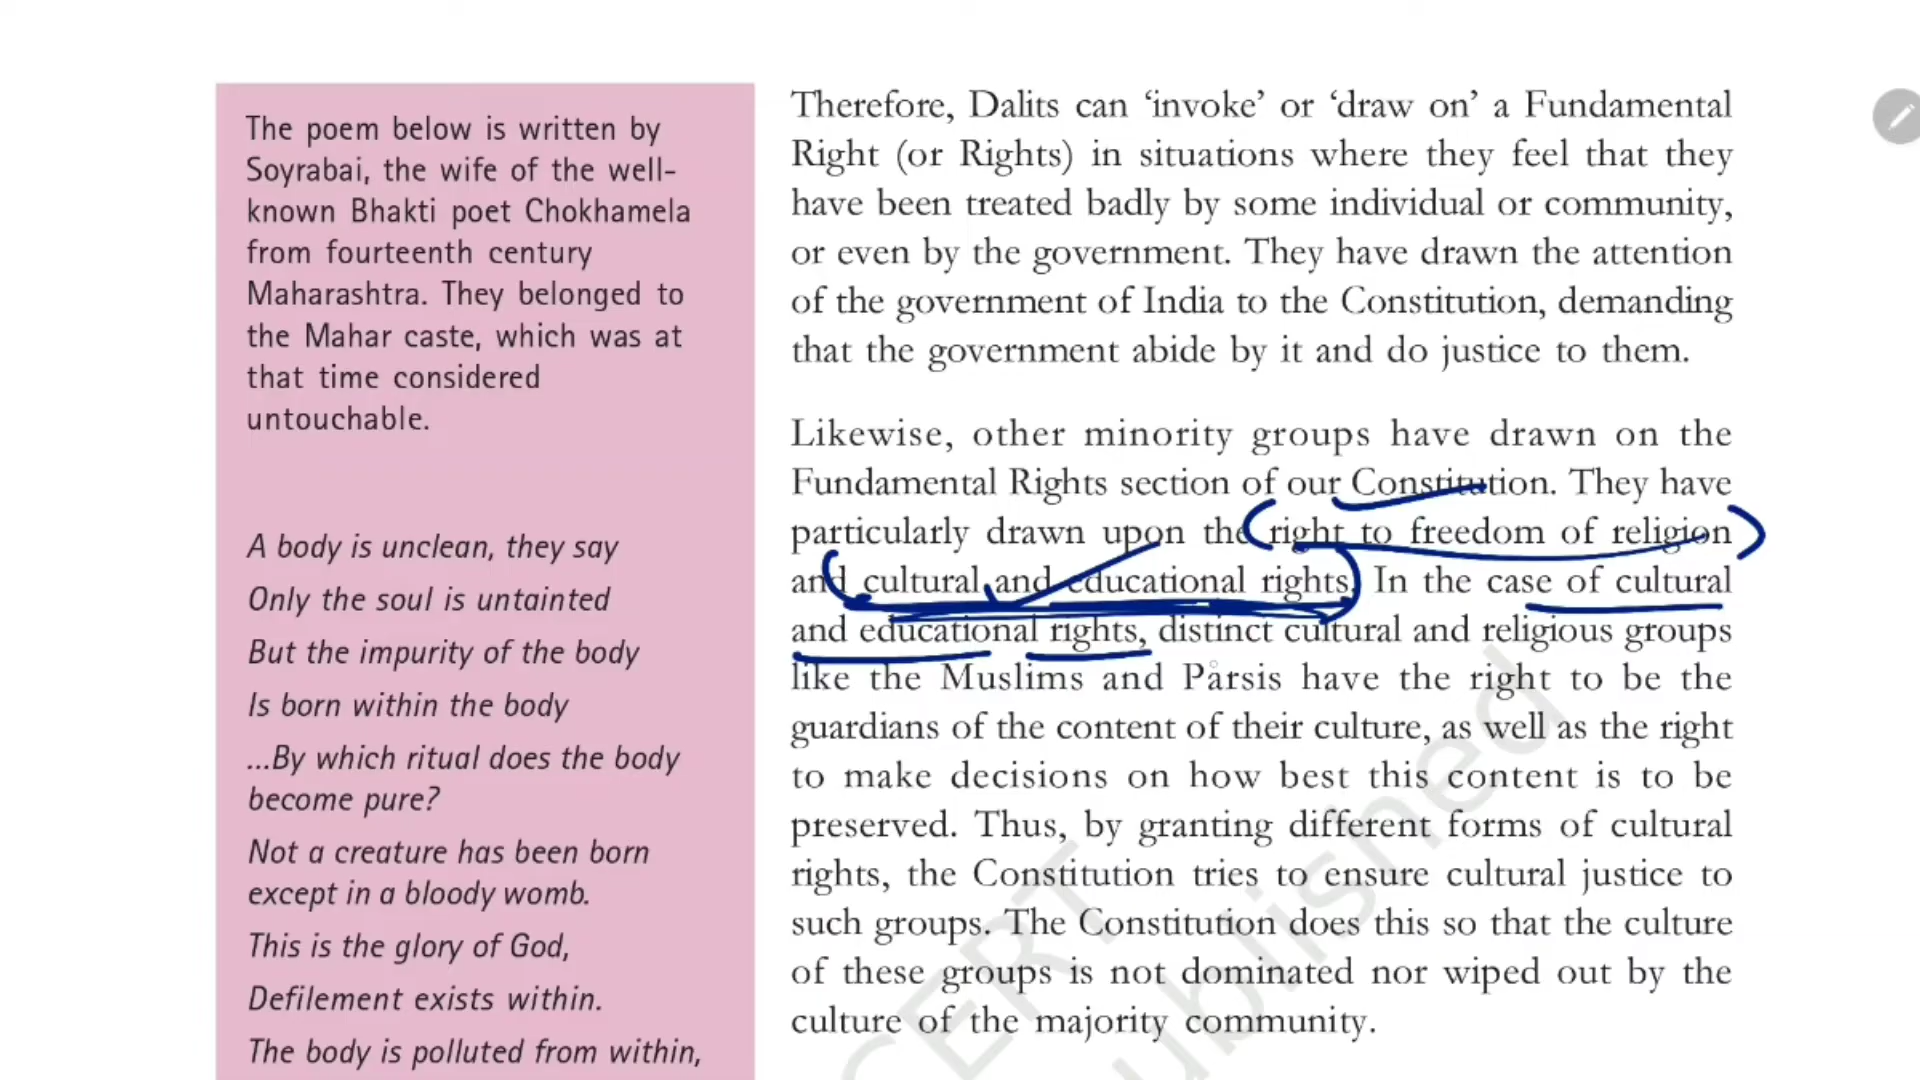 The poem below is written by
Soyrabai, the wife of the well-
known Bhakti poet Chokhamela
from fourteenth century
Maharashtra. They belonged to
the Mahar caste, which was at
that time considered
untouchable.
A body is unclean, they say
Only the soul is untainted
But the impurity of the body
Is born within the body
...By which ritual does the body
become pure?
Not a creature has been born
except in a bloody womb.
This is the glory of God,
Defilement exists within.
The body is polluted from within,
Therefore, Dalits can ‘invoke’ or ‘draw on’ a Fundamental
Right (or Rights) in situations where they feel that they
have been treated badly by some individual or community,
or even by the government. They have drawn the attention
of the government of India to the Constitution, demanding
that the government abide by it and do justice to them.
Likewise, other minority groups have drawn on the
Fundamental Rights section of our Constitution. They have
particularly drawn upon the right to freedom of religion
and cultural and educational rights. In the case of cultural
and educational rights, distinct cultural and religious groups
like the Muslims and Parsis have the right to be the
guardians of the content of their culture, as well as the right
to make decisions on how best this content is to be
preserved. Thus, by granting different forms of cultural
rights, the Constitution tries to ensure cultural justice to
such groups. The Constitution does this so that the culture
of these groups is not dominated nor wiped out by the
culture of the majority community.